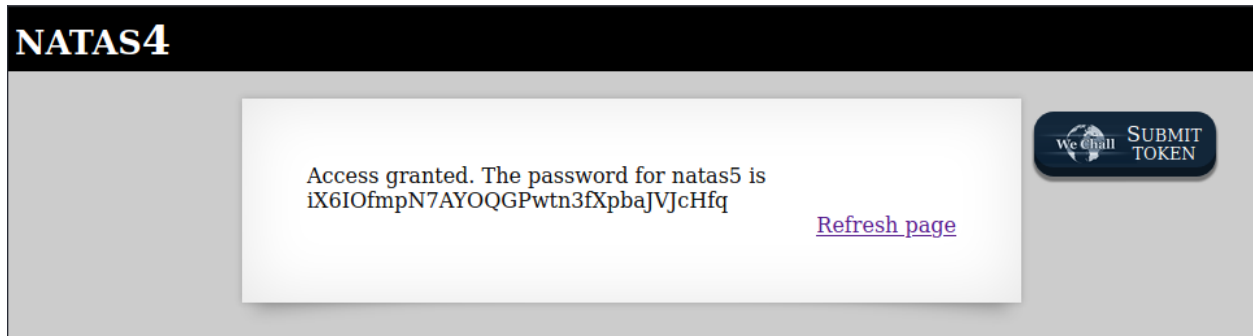 NATAS4
Access granted. The password for natas5 is
iX6IOfmpN7AYOQGPwtn3fXpbaJVJcHfq
Refresh page
We Chall
SUBMIT
TOKEN